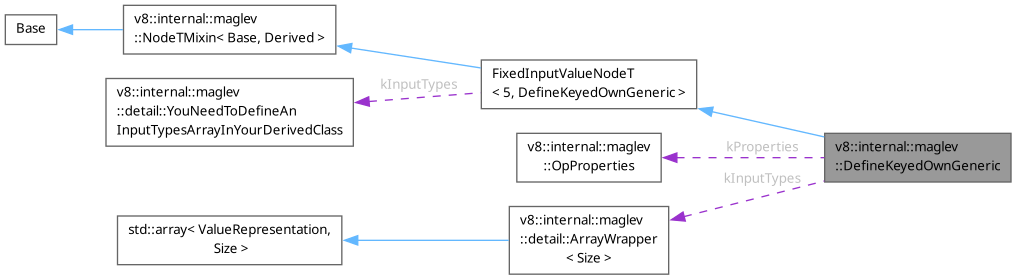 Base
v8::internal::maglev
::NodeTMixin< Base, Derived >
v8::internal::maglev
::detail::YouNeedToDefineAn
InputTypesArrayInYourDerivedClass
kInputTypes
FixedInputValueNodeT
< 5, DefineKeyedOwnGeneric >
v8::internal::maglev
::OpProperties
kProperties
kInputTypes
v8::internal::maglev
::DefineKeyedOwnGeneric
std::array< ValueRepresentation,
Size >
v8::internal::maglev
::detail::ArrayWrapper
< Size >